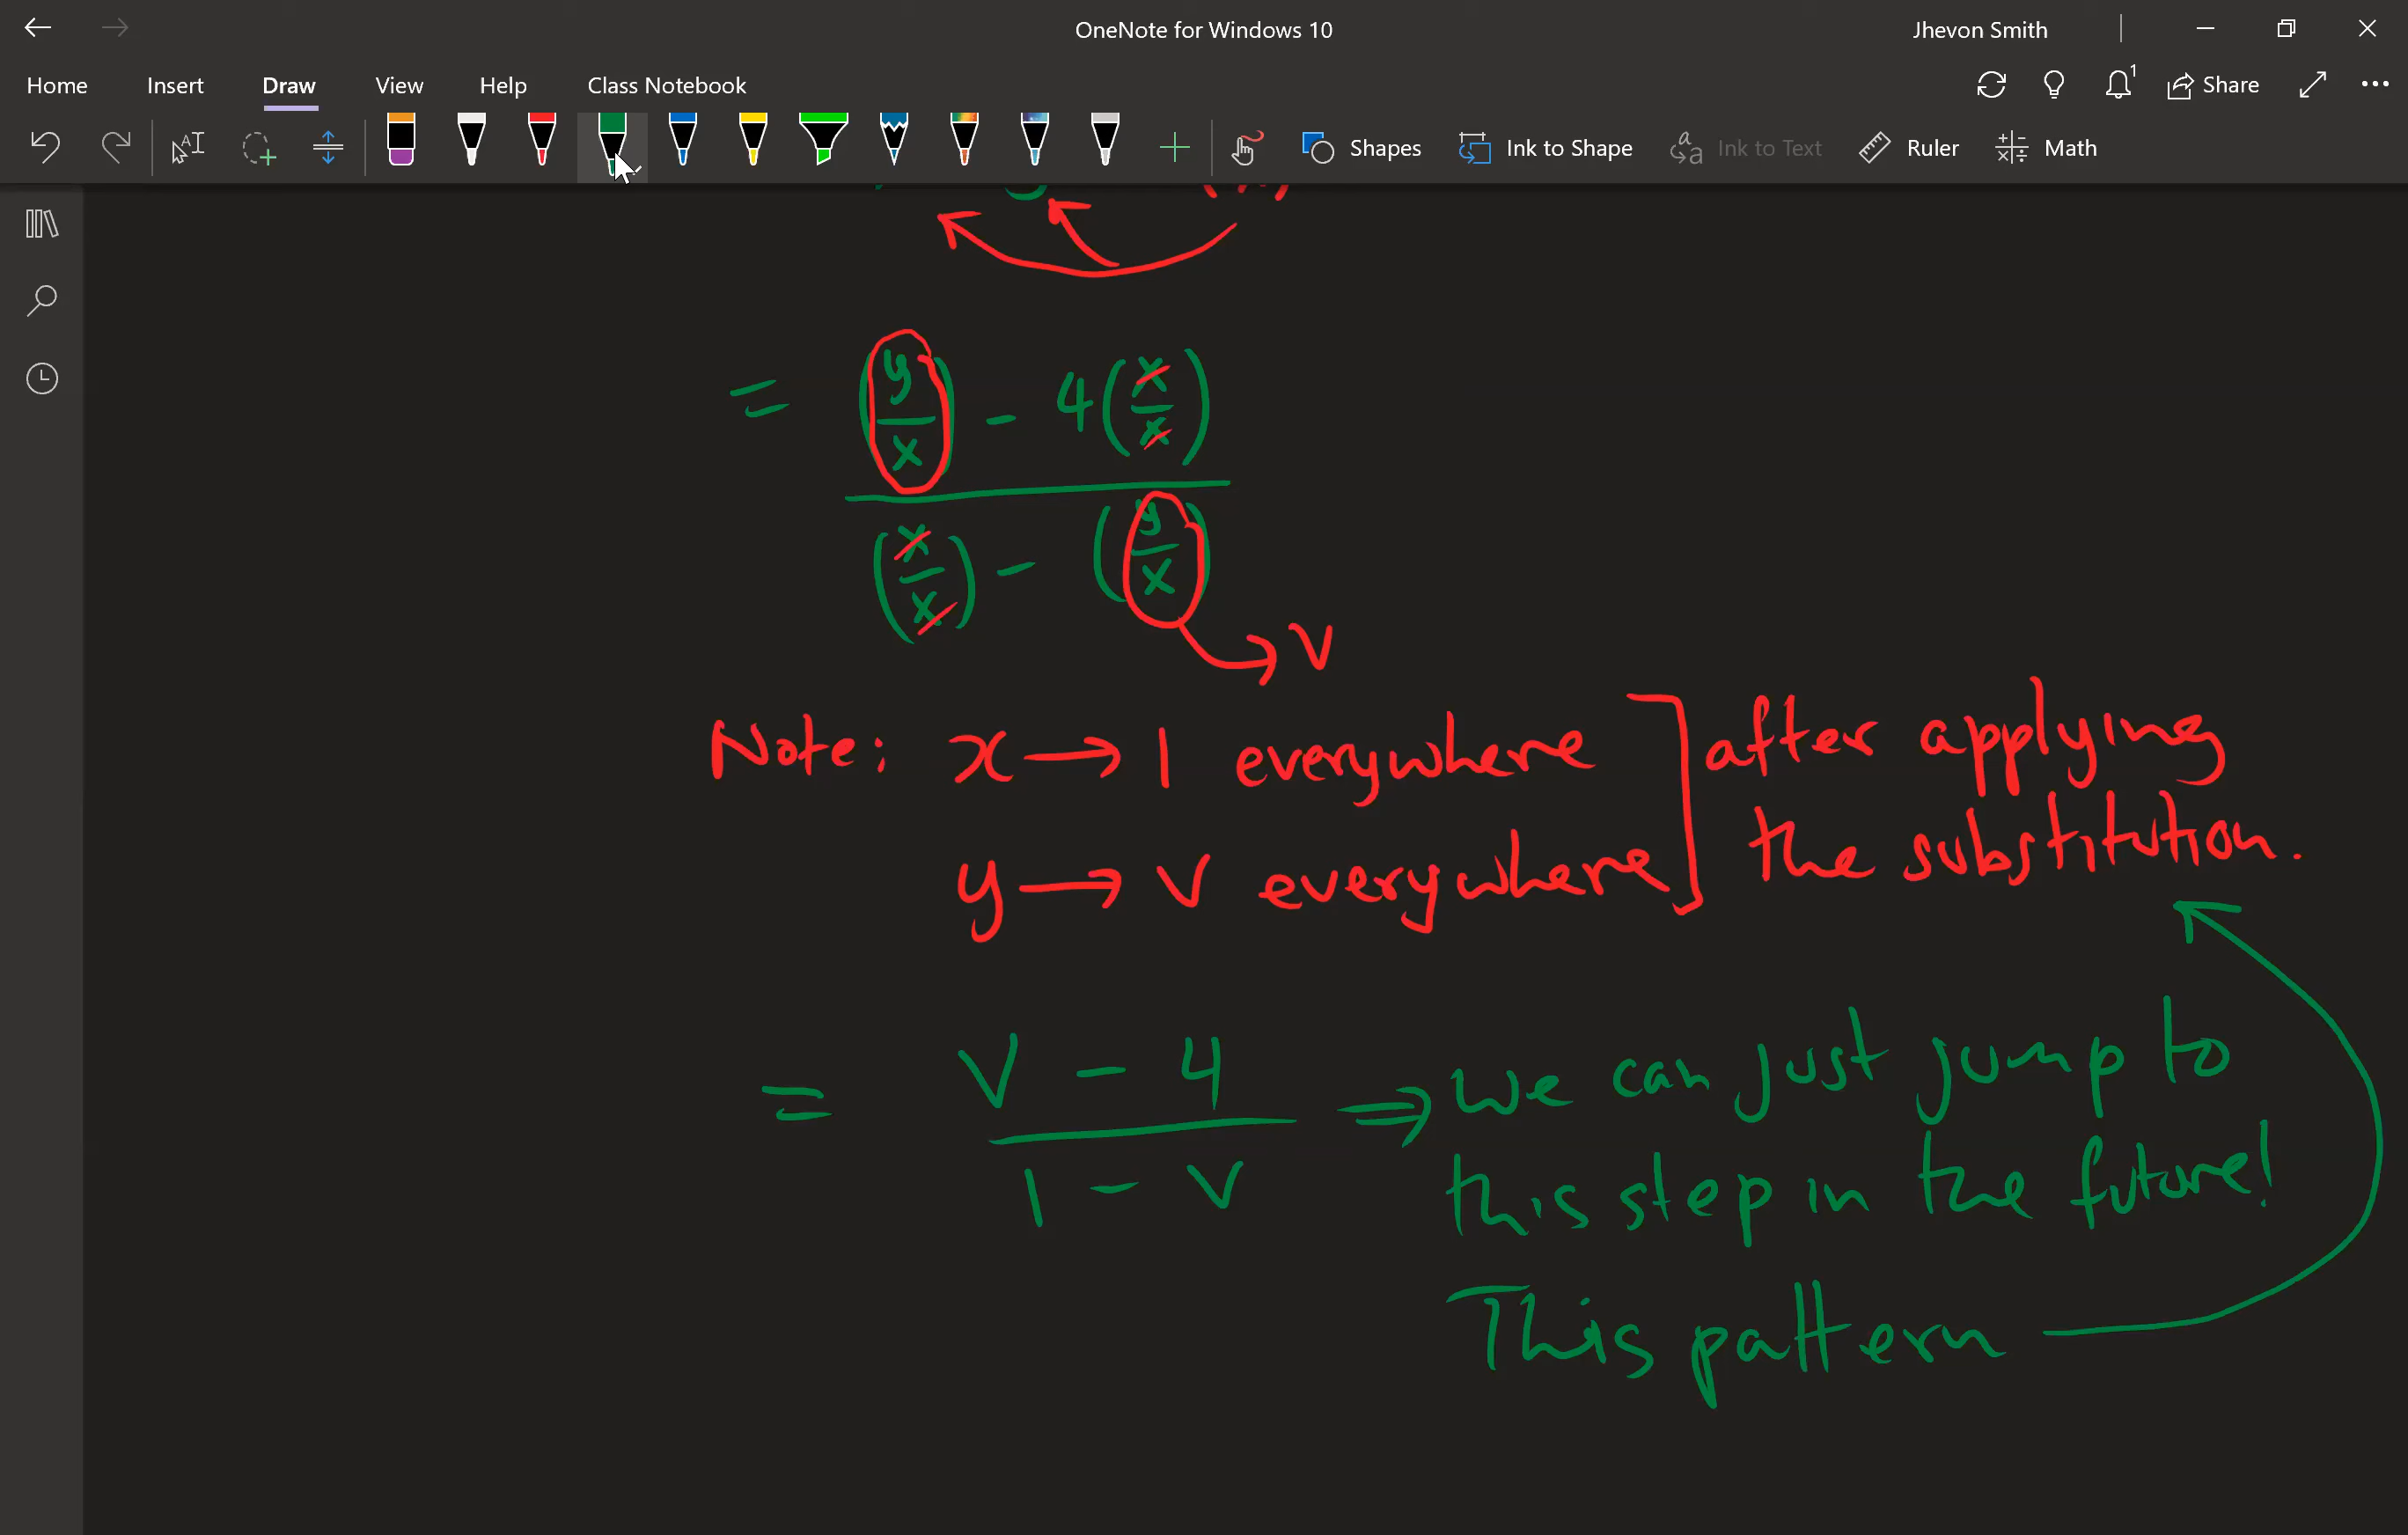 OneNote for Windows 10
Jhevon Smith
Home Insert Draw View Help Class Notebook
1 Share
Shapes Ink to Shape Ink to Text Ruler Math
= (y/x) - 4(x/x)
(x/x) - (y/x)
→ V
Note: x → 1 everywhere ] after applying
y → V everywhere ] the substitution.
= V - 4 ⇒ We can just jump to
1 - V this step in the future!
This pattern